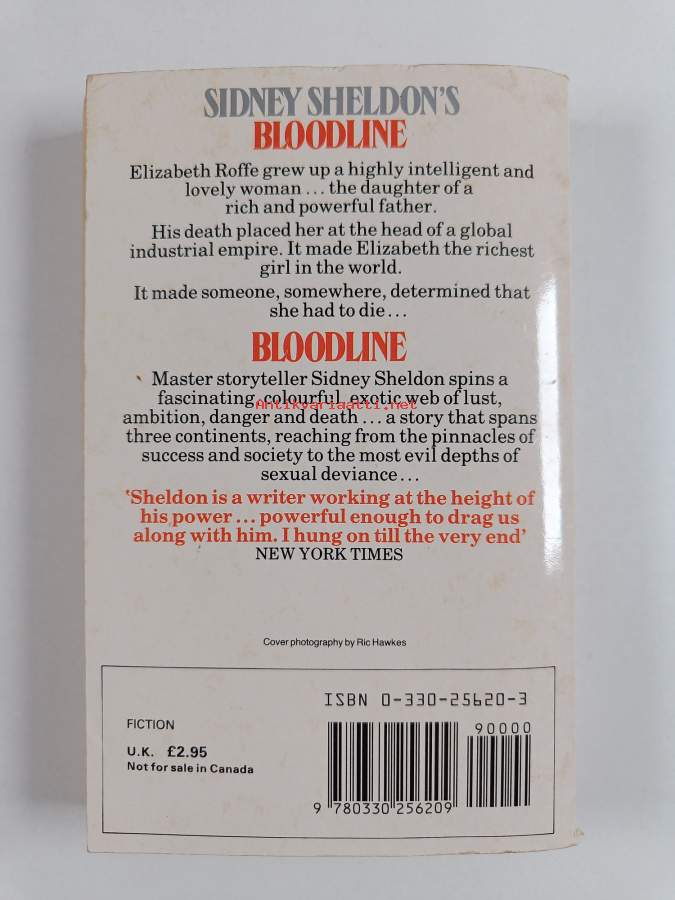 SIDNEY SHELDON'S
BLOODLINE
Elizabeth Roffe grew up a highly intelligent and
lovely woman ... the daughter of a
rich and powerful father.
His death placed her at the head of a global
industrial empire. It made Elizabeth the richest
girl in the world.
It made someone, somewhere, determined that
she had to die ...
BLOODLINE
Master storyteller Sidney Sheldon spins a
fascinating, colourful, exotic web of lust,
Antikvariaatti.net
ambition, danger and death ... a story that spans
three continents, reaching from the pinnacles of
success and society to the most evil depths of
sexual deviance ...
'Sheldon is a writer working at the height of
his power ... powerful enough to drag us
along with him. I hung on till the very end'
NEW YORK TIMES
Cover photography by Ric Hawkes
ISBN 0-330-25620-3
FICTION
90000
U.K. £2.95
Not for sale in Canada
9 780330 256209